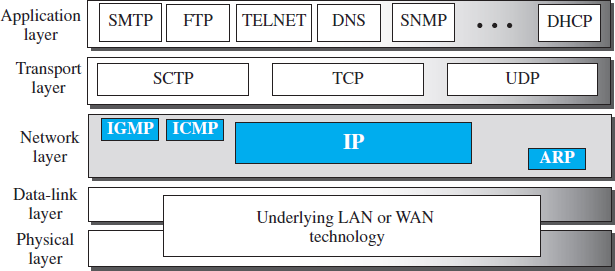 Application
layer
SMTP FTP TELNET DNS SNMP • • • DHCP
Transport
layer
SCTP TCP UDP
Network
layer
IGMP ICMP IP ARP
Data-link
layer
Physical
layer
Underlying LAN or WAN
technology